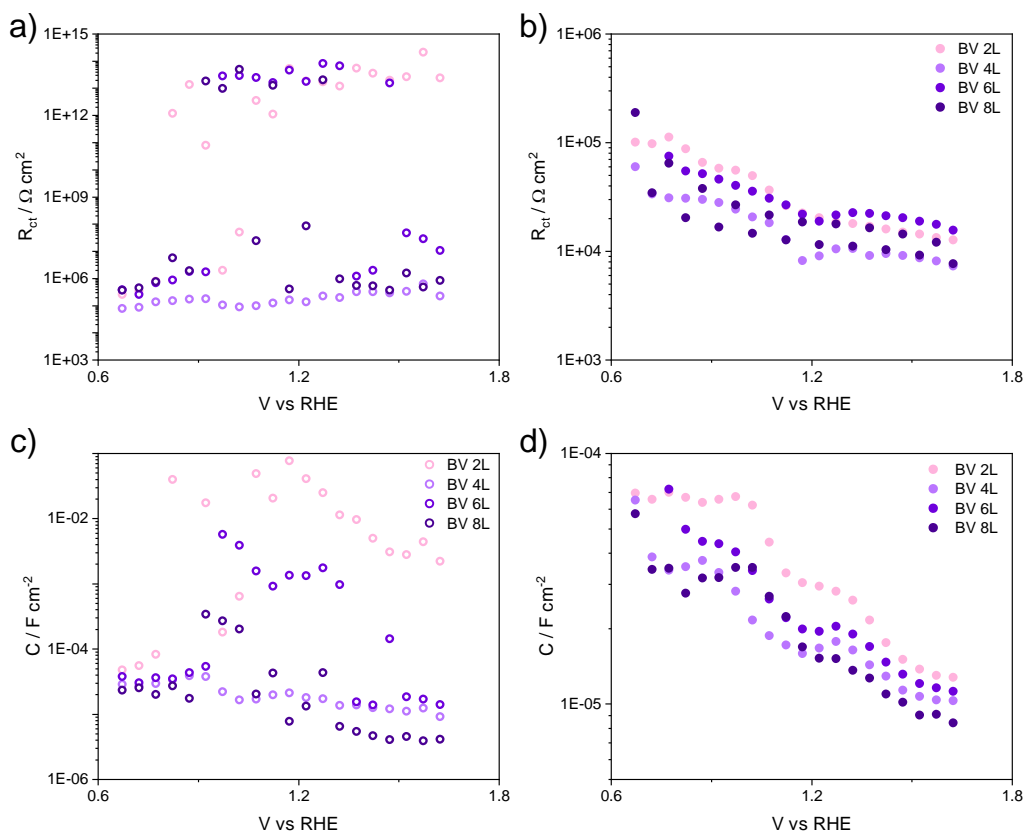 a)
1E+15
1E+12
1E+09
1E+06
1E+03
R_ct / Ω cm²
0.6
1.2
1.8
V vs RHE
b)
1E+06
1E+05
1E+04
1E+03
R_ct / Ω cm²
BV 2L
BV 4L
BV 6L
BV 8L
0.6
1.2
1.8
V vs RHE
c)
1E-02
1E-04
1E-06
C / F cm⁻²
BV 2L
BV 4L
BV 6L
BV 8L
0.6
1.2
1.8
V vs RHE
d)
1E-04
1E-05
C / F cm⁻²
BV 2L
BV 4L
BV 6L
BV 8L
0.6
1.2
1.8
V vs RHE